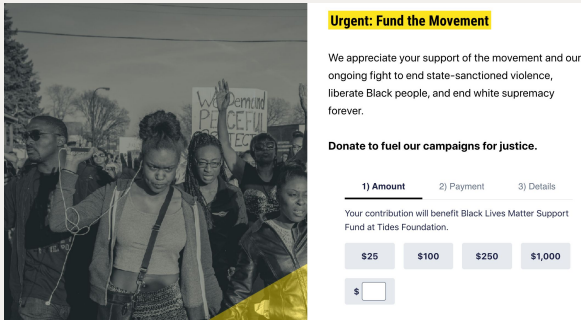 We Demand
PEACEFUL
Urgent: Fund the Movement
We appreciate your support of the movement and our
ongoing fight to end state-sanctioned violence,
liberate Black people, and end white supremacy
forever.
Donate to fuel our campaigns for justice.
1) Amount 2) Payment 3) Details
Your contribution will benefit Black Lives Matter Support
Fund at Tides Foundation.
$25 $100 $250 $1,000
$